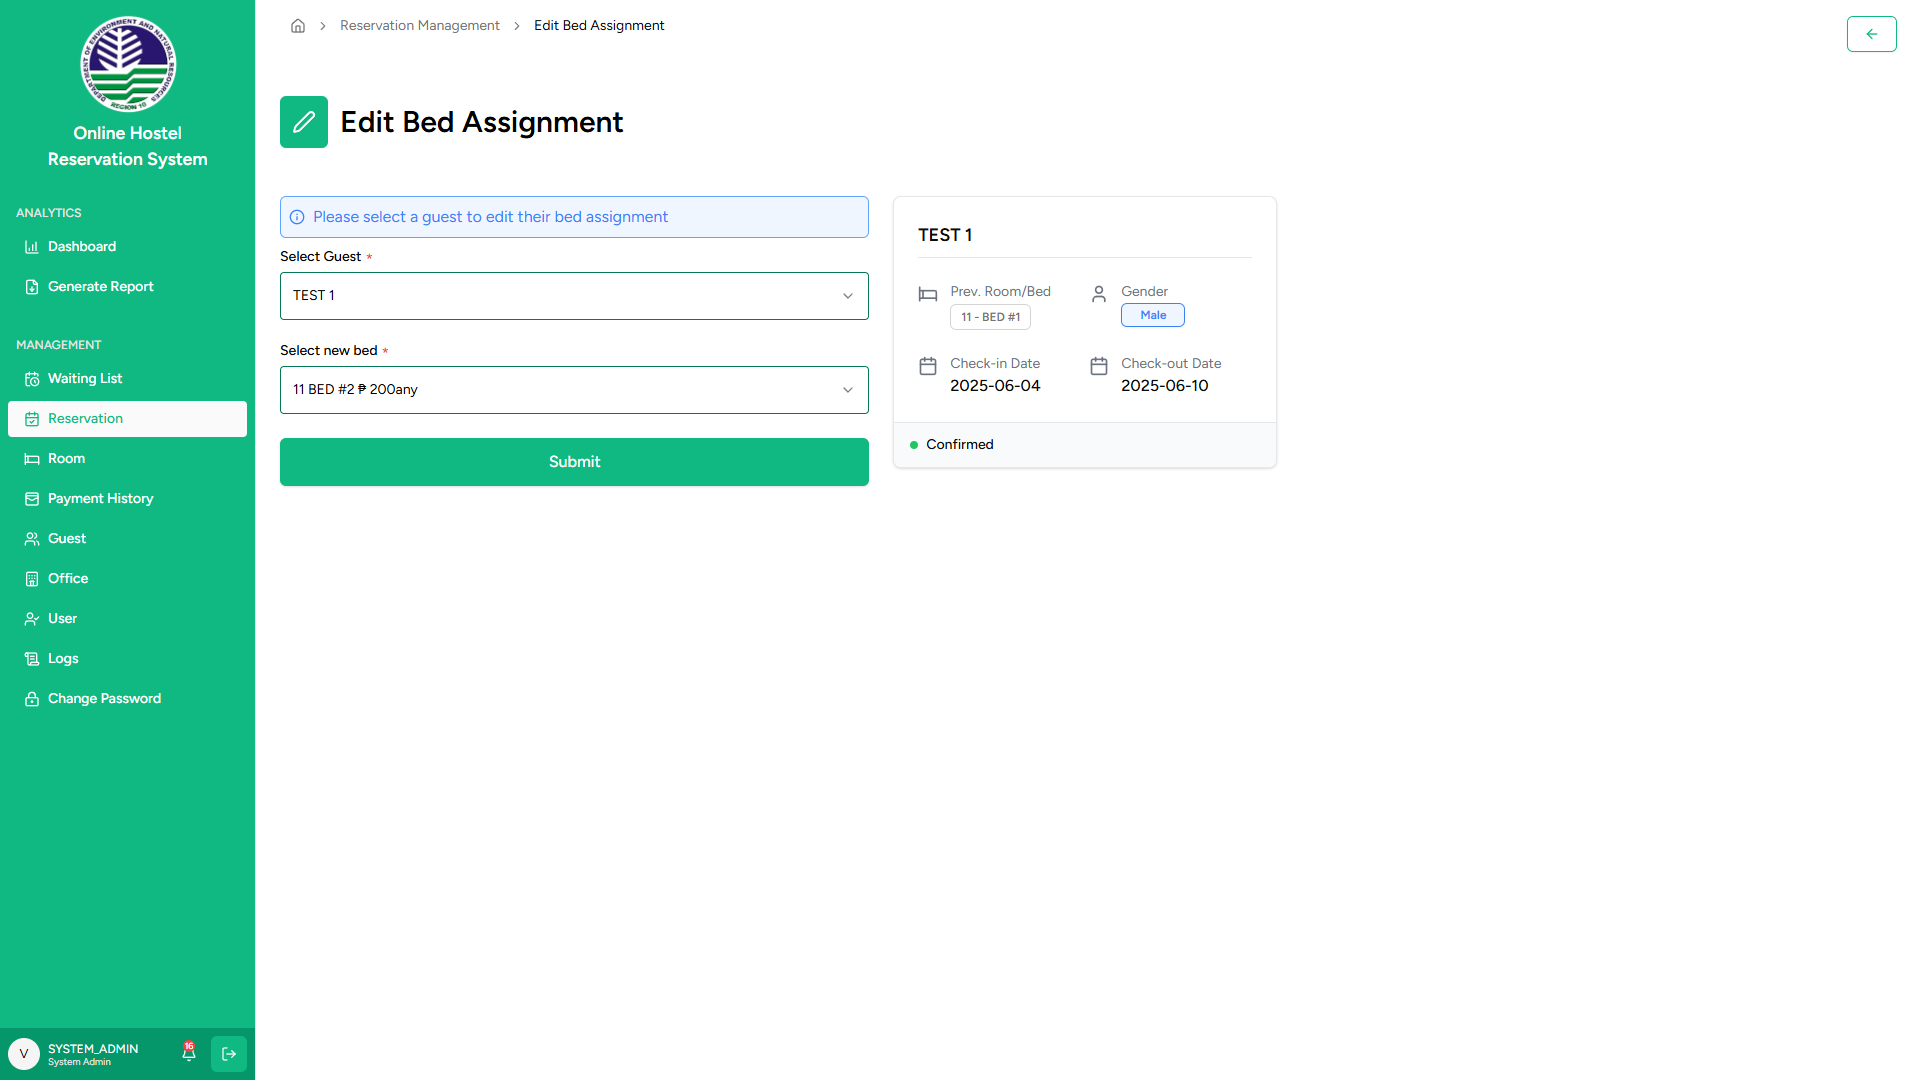 DEPARTMENT OF ENVIRONMENT AND NATURAL RESOURCES
REGION 10
Online Hostel
Reservation System
ANALYTICS
Dashboard
Generate Report
MANAGEMENT
Waiting List
Reservation
Room
Payment History
Guest
Office
User
Logs
Change Password
V
SYSTEM_ADMIN
System Admin
16
Reservation Management
Edit Bed Assignment
Edit Bed Assignment
Please select a guest to edit their bed assignment
Select Guest *
TEST 1
Select new bed *
11 BED #2 ₱ 200any
Submit
TEST 1
Prev. Room/Bed
11 - BED #1
Gender
Male
Check-in Date
2025-06-04
Check-out Date
2025-06-10
Confirmed